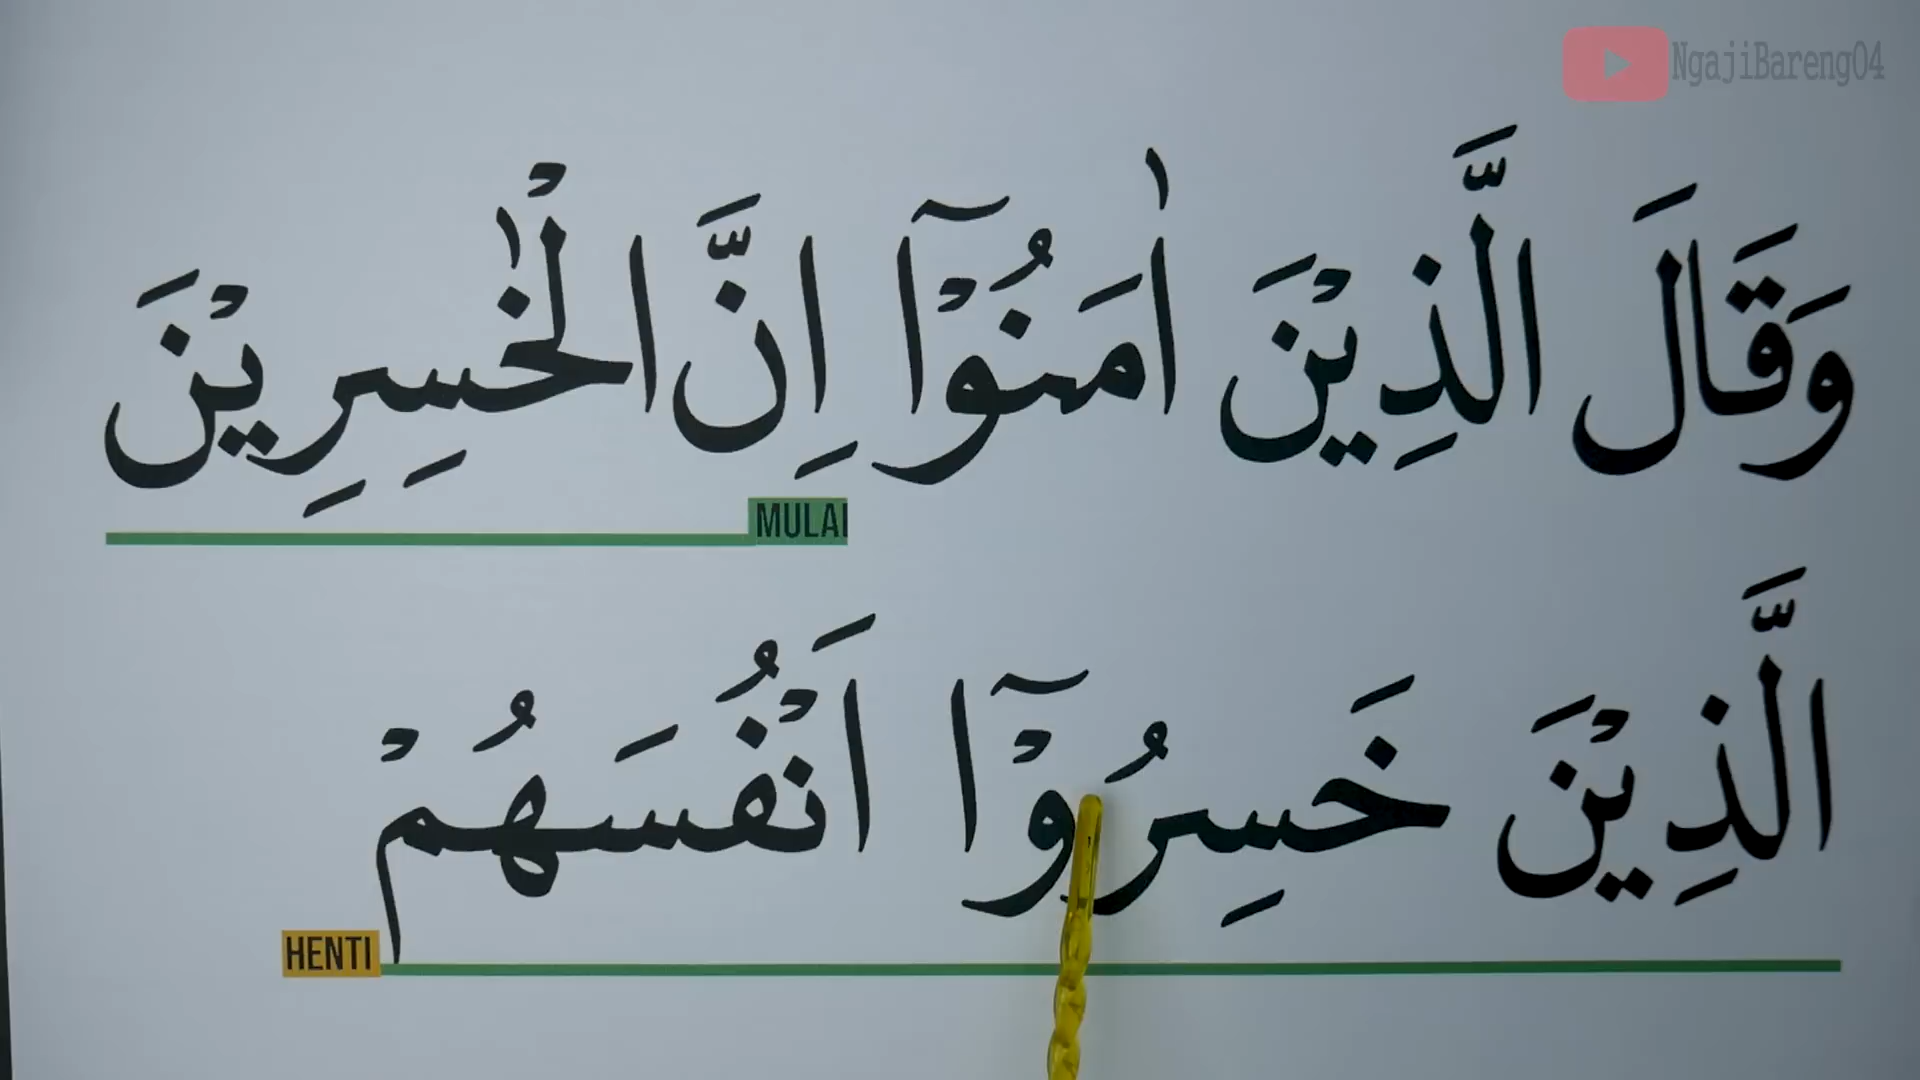 NgajiBareng04
وَقَالَ الَّذِيْنَ اٰمَنُوْٓا اِنَّ الْخٰسِرِيْنَ
MULAI
الَّذِيْنَ خَسِرُوْٓا اَنْفُسَهُمْ
HENTI